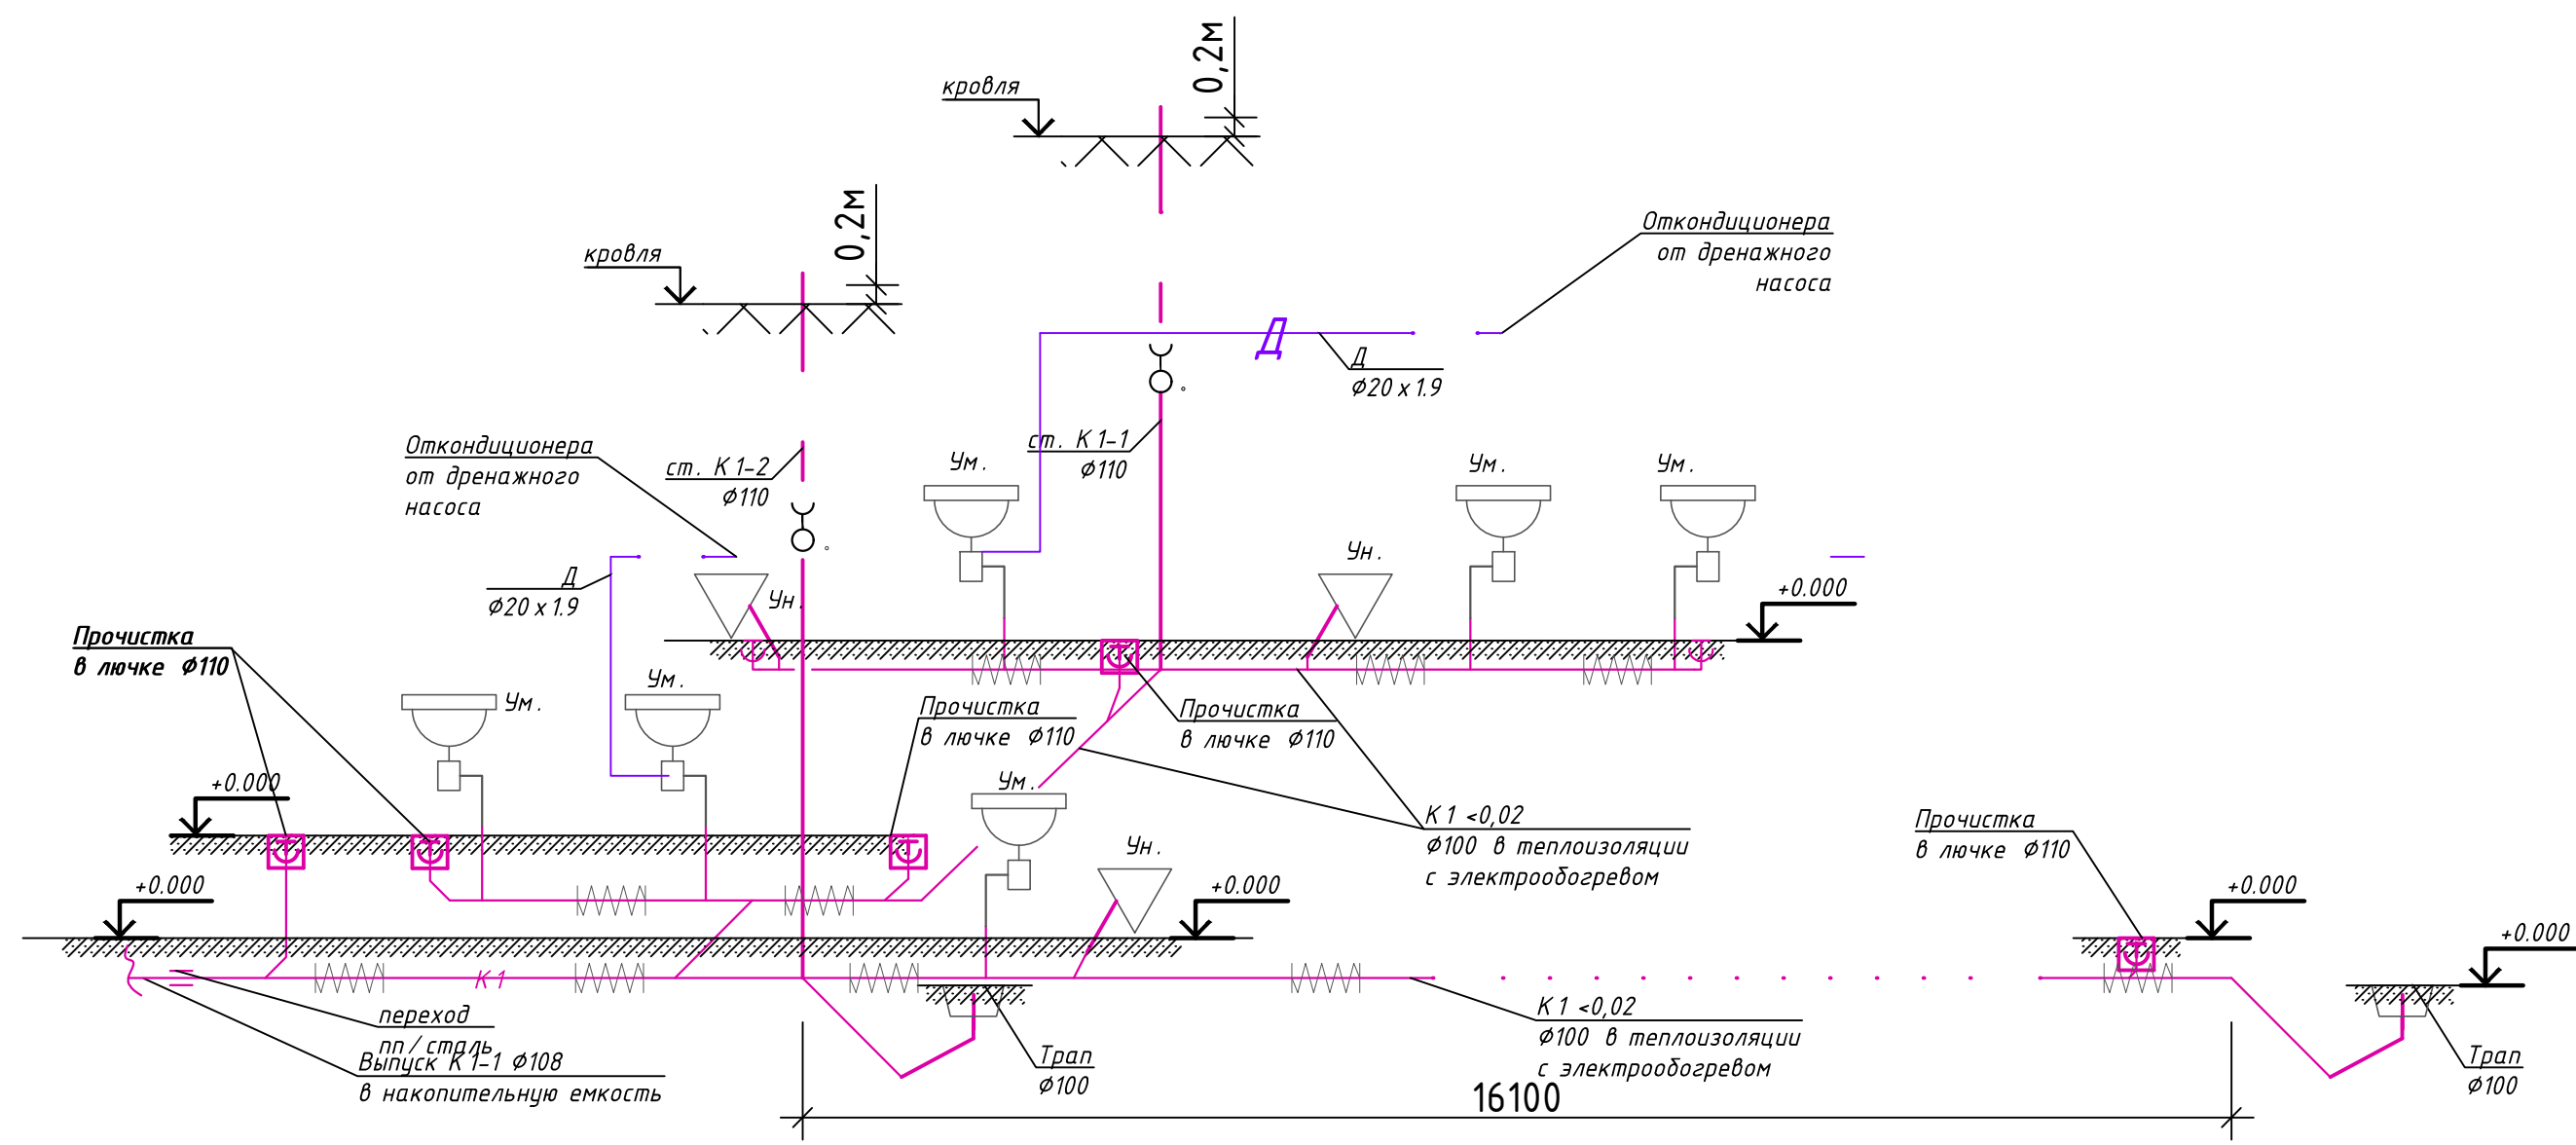 0,2м
кровля
0,2м
кровля
Откондиционера
от дренажного
насоса
Д
Д
Ø20 x 1.9
Откондиционера
от дренажного
насоса
ст. К 1-2
Ø110
ст. К 1-1
Ø110
Ум.
Ум.
Ум.
Ун.
Д
Ø20 x 1.9
Ун.
+0.000
Прочистка
в лючке Ø110
Ум.
Ум.
Прочистка
в лючке Ø110
Прочистка
в лючке Ø110
+0.000
Ум.
К 1 <0,02
Ø100 в теплоизоляции
с электрообогревом
Прочистка
в лючке Ø110
Ун.
+0.000
+0.000
+0.000
+0.000
К 1
переход
пп / сталь
Выпуск К 1-1 Ø108
в накопительную емкость
К 1 <0,02
Ø100 в теплоизоляции
с электрообогревом
Трап
Ø100
Трап
Ø100
16100